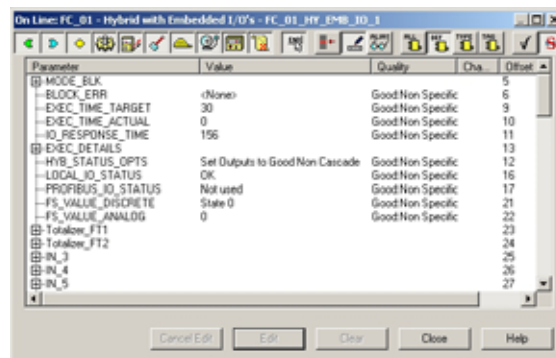 On Line: FC_01 - Hybrid with Embedded I/O's - FC_01_HY_EMB_IO_1
Parameter Value Quality Cha... Offset
MODE_BLK 5
BLOCK_ERR <None> Good:Non Specific 6
EXEC_TIME_TARGET 30 Good:Non Specific 9
EXEC_TIME_ACTUAL 0 Good:Non Specific 10
IO_RESPONSE_TIME 156 Good:Non Specific 11
EXEC_DETAILS 13
HYB_STATUS_OPTS Set Outputs to Good Non Cascade Good:Non Specific 12
LOCAL_IO_STATUS OK Good:Non Specific 16
PROFIBUS_IO_STATUS Not used Good:Non Specific 17
FS_VALUE_DISCRETE State 0 Good:Non Specific 21
FS_VALUE_ANALOG 0 Good:Non Specific 22
Totalizer_FT1 23
Totalizer_FT2 24
IN_3 25
IN_4 26
IN_5 27
Cancel Edit Edit Clear Close Help